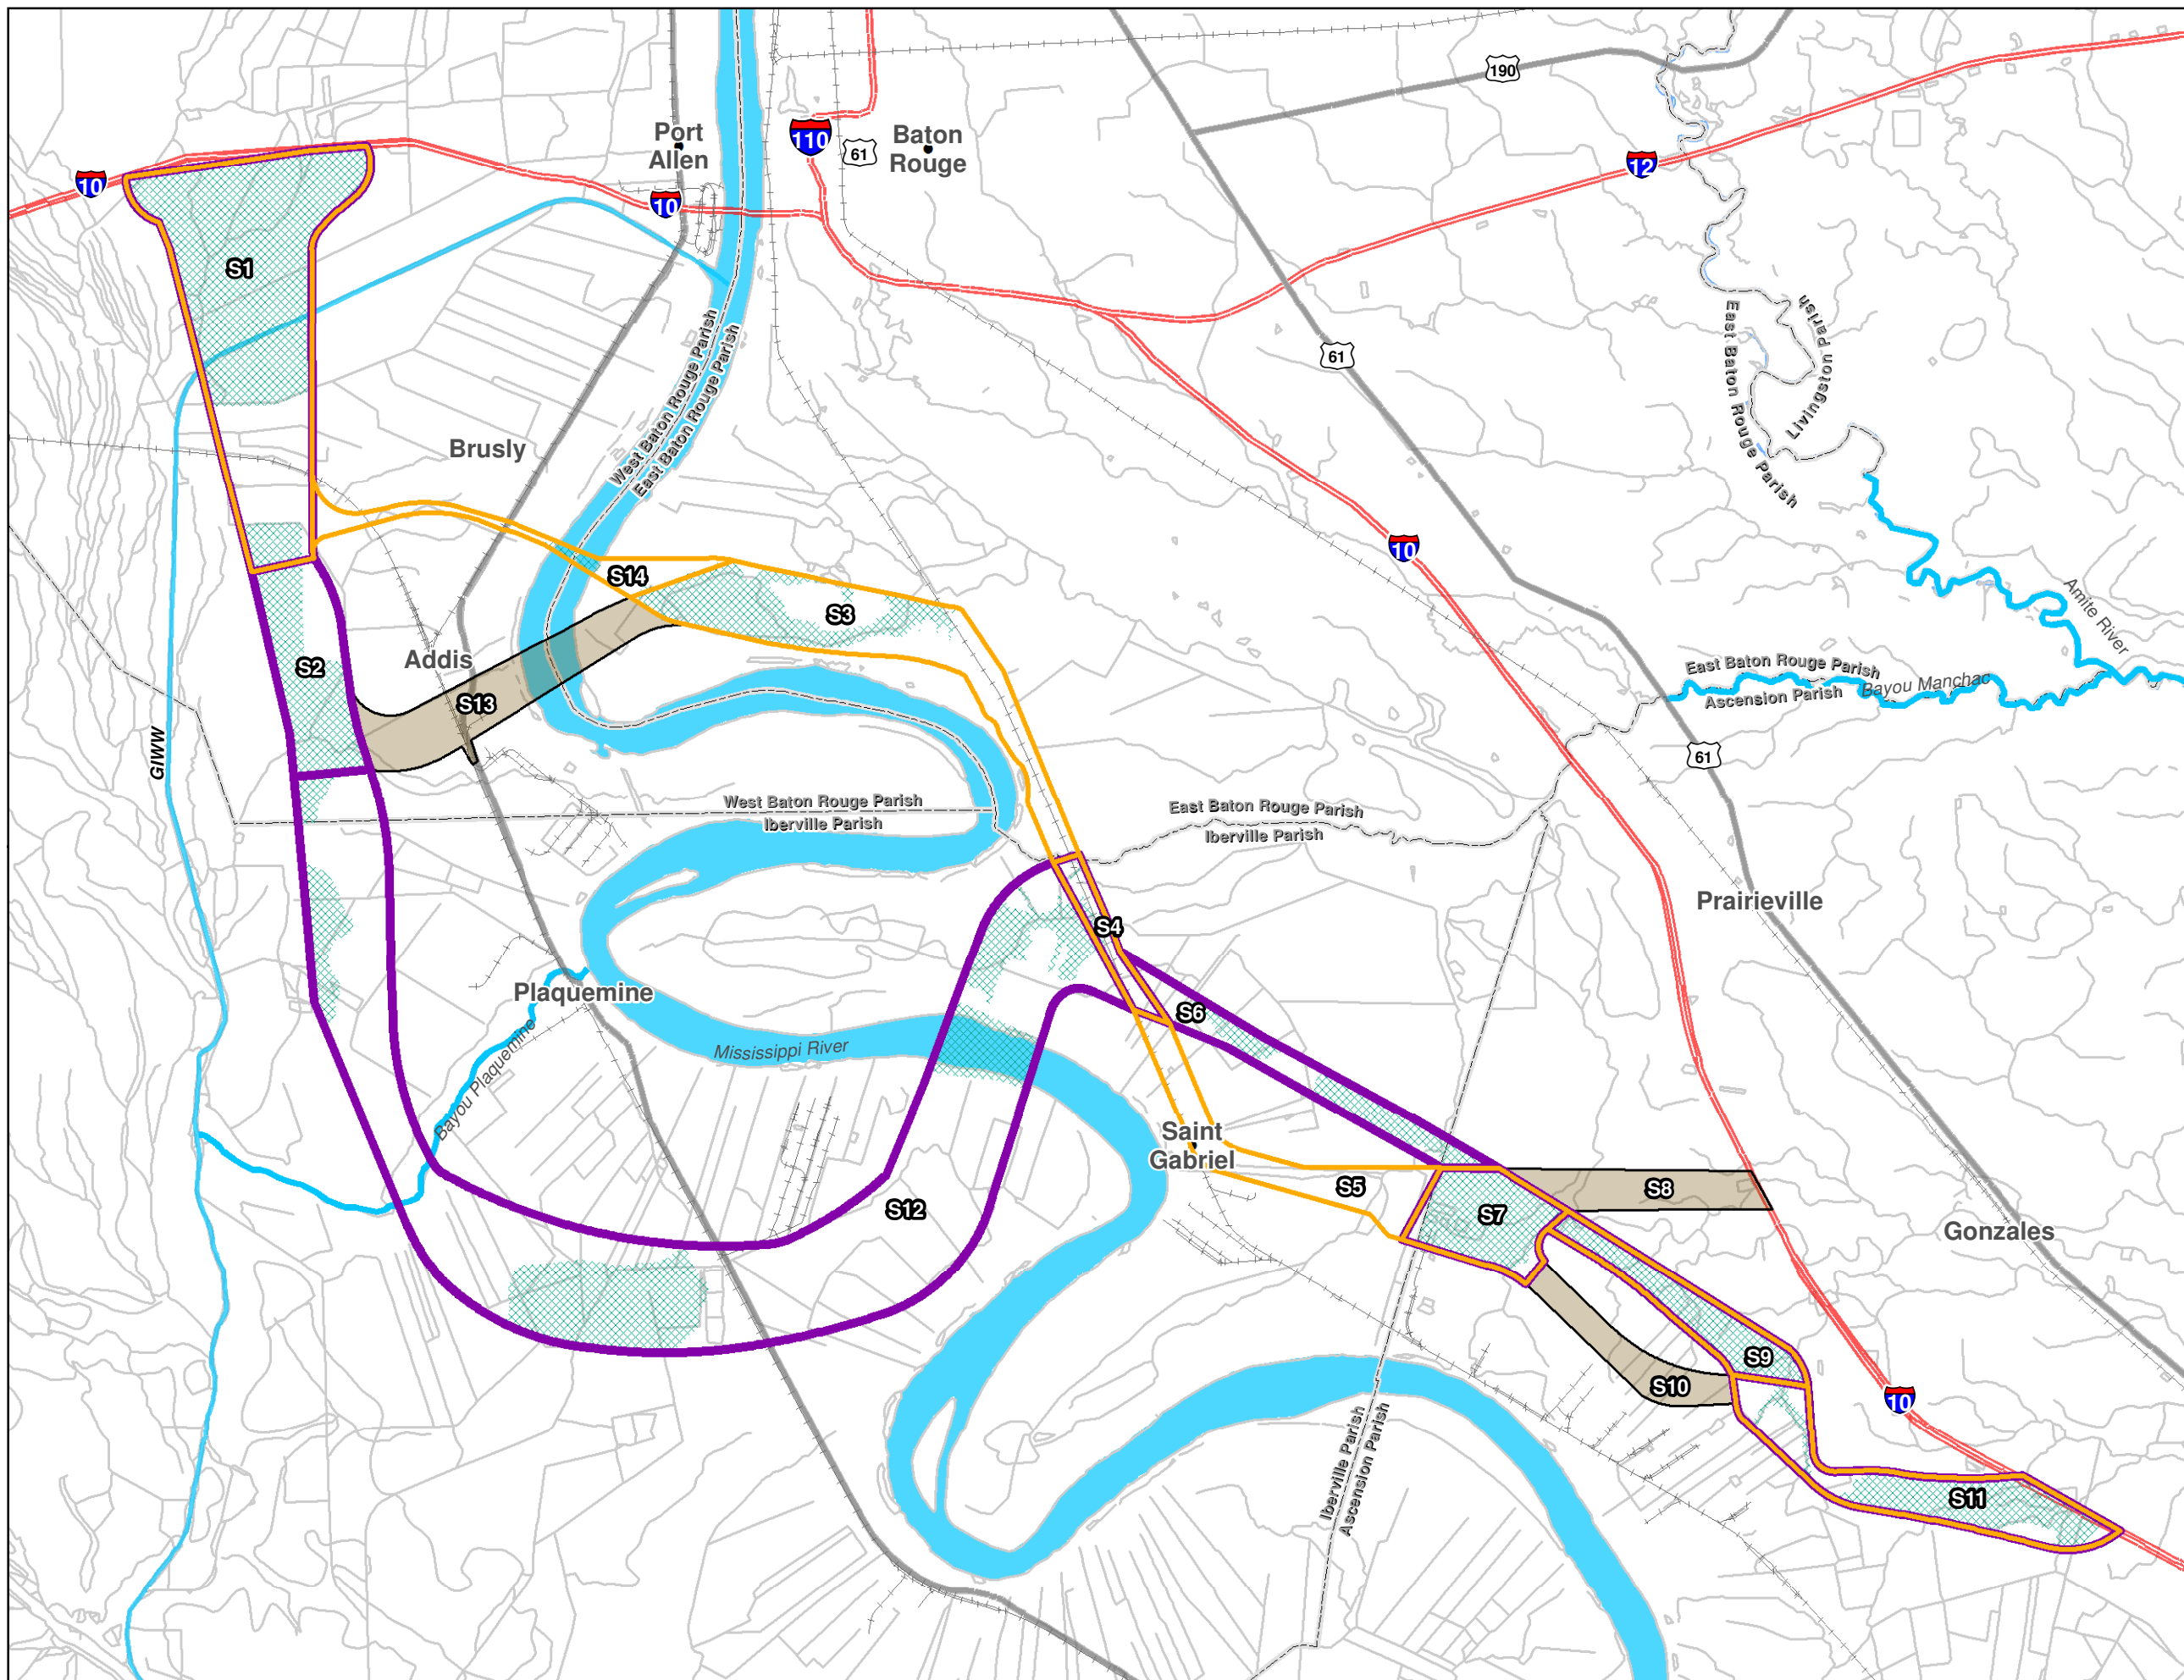 190
Port
Allen
110
61
Baton
Rouge
12
10
10
S1
West Baton Rouge Parish
East Baton Rouge Parish
East Baton Rouge Parish
Livingston Parish
61
Brusly
10
S14
S3
Amite River
Addis
S2
S13
East Baton Rouge Parish
Ascension Parish
Bayou Manchac
GIWW
61
West Baton Rouge Parish
Iberville Parish
East Baton Rouge Parish
Iberville Parish
Prairieville
S4
Plaquemine
S6
Mississippi River
Bayou Plaquemine
Saint
Gabriel
S5
S8
S12
S7
Gonzales
S9
S10
10
Iberville Parish
Ascension Parish
S11